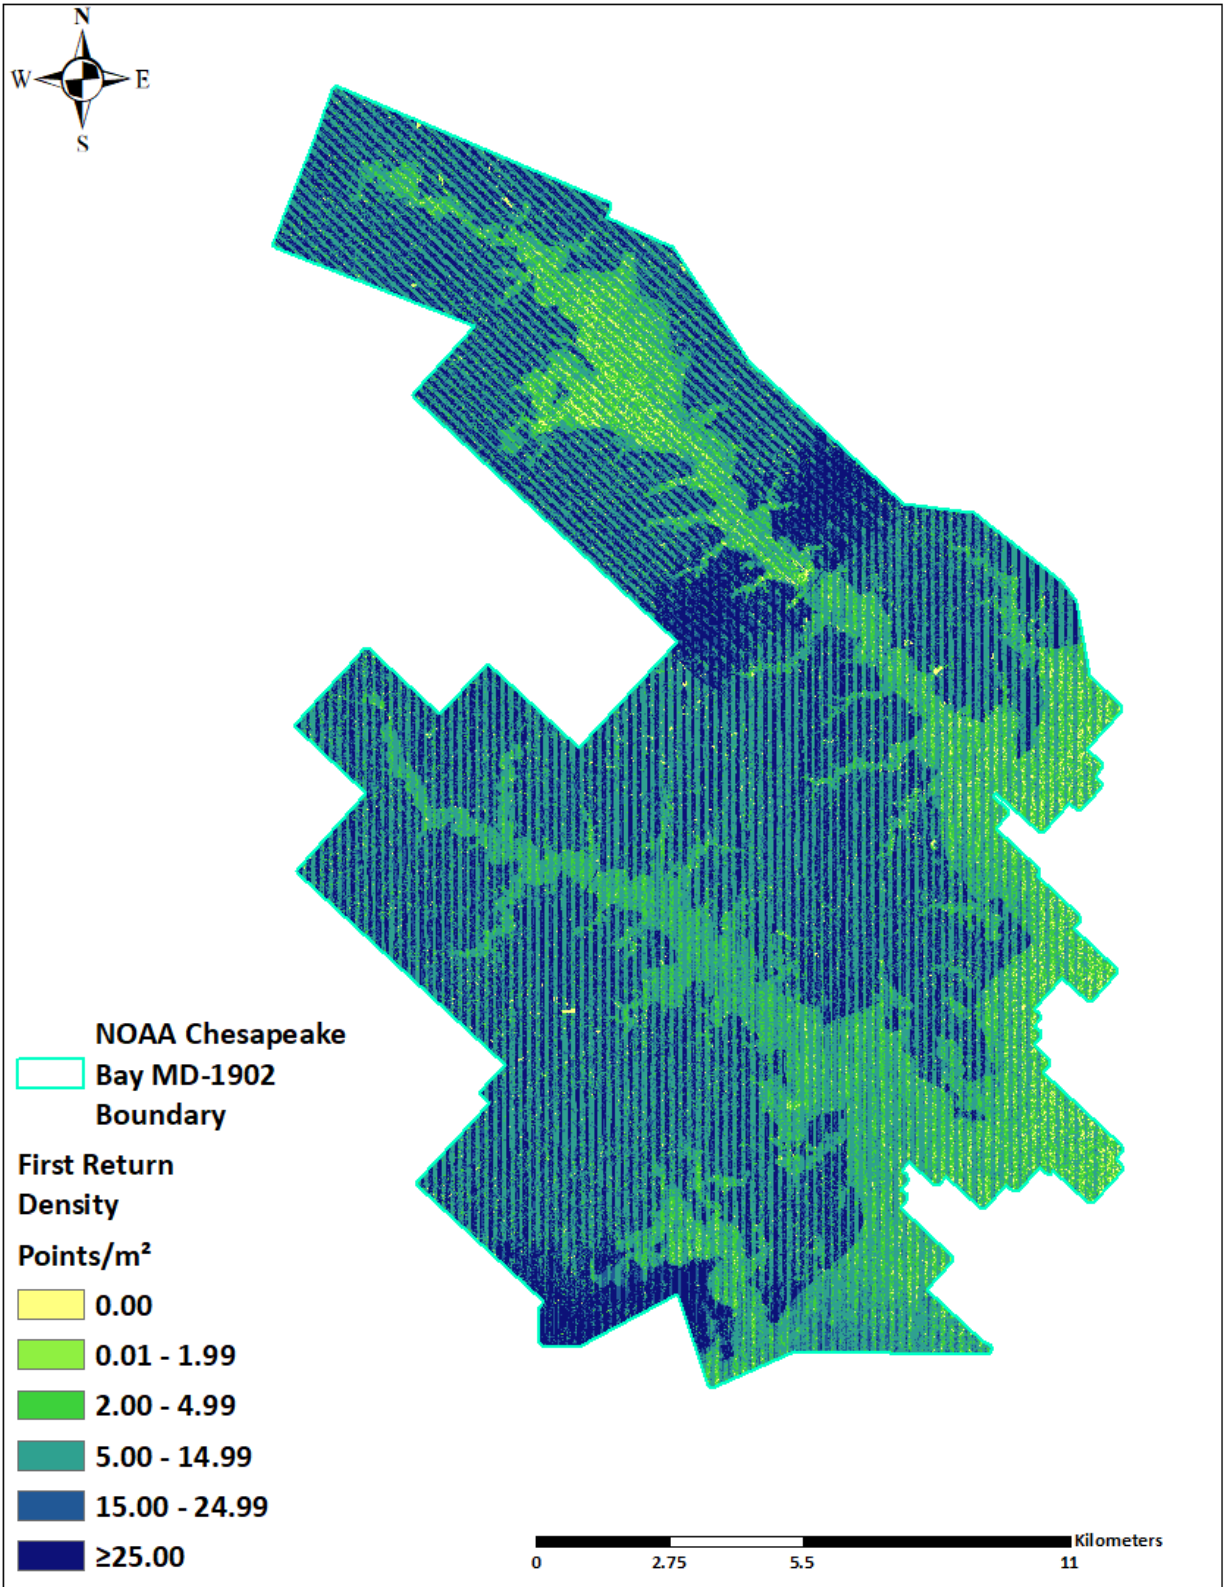 N
W E
S
NOAA Chesapeake
Bay MD-1902
Boundary
First Return
Density
Points/m²
0.00
0.01 - 1.99
2.00 - 4.99
5.00 - 14.99
15.00 - 24.99
≥25.00
Kilometers
0 2.75 5.5 11